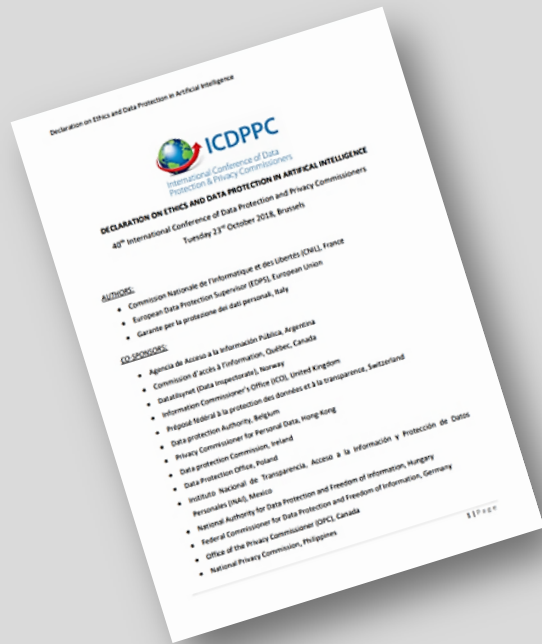 Declaration on Ethics and Data Protection in Artificial Intelligence
ICDPPC
International Conference of Data
Protection & Privacy Commissioners
DECLARATION ON ETHICS AND DATA PROTECTION IN ARTIFICAL INTELLIGENCE
40th International Conference of Data Protection and Privacy Commissioners
Tuesday 23rd October 2018, Brussels
AUTHORS:
• Commission Nationale de l'Informatique et des Libertés (CNIL), France
• European Data Protection Supervisor (EDPS), European Union
• Garante per la protezione dei dati personali, Italy
CO-SPONSORS:
• Agencia de Acceso a la Información Pública, Argentina
• Commission d'accès à l'information, Québec, Canada
• Datatilsynet (Data Inspectorate), Norway
• Information Commissioner's Office (ICO), United Kingdom
• Préposé fédéral à la protection des données et à la transparence, Switzerland
• Data protection Authority, Belgium
• Privacy Commissioner for Personal Data, Hong-Kong
• Data protection Commission, Ireland
• Data Protection Office, Poland
• Instituto Nacional de Transparencia, Acceso a la Información y Protección de Datos
Personales (INAI), Mexico
• National Authority for Data Protection and Freedom of Information, Hungary
• Federal Commissioner for Data Protection and Freedom of Information, Germany
• Office of the Privacy Commissioner (OPC), Canada
• National Privacy Commission, Philippines
1 | Page